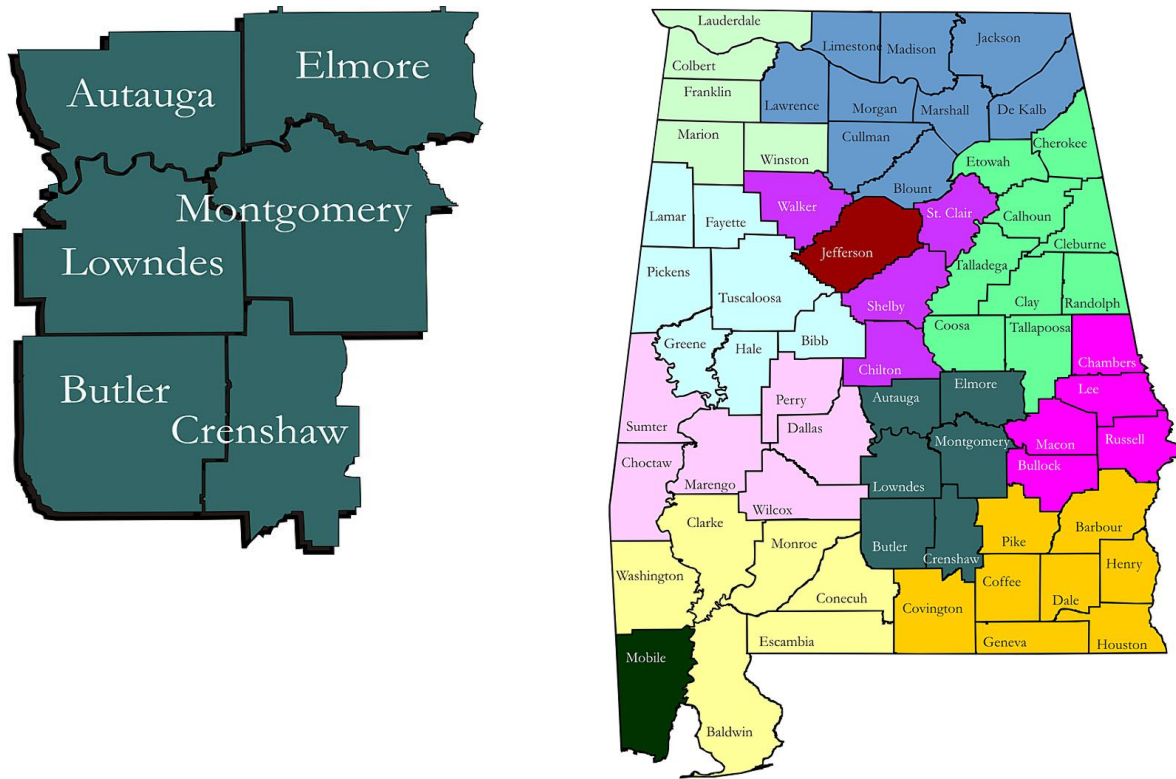 Elmore
Autauga
Montgomery
Lowndes
Butler
Crenshaw
Lauderdale
Limestone
Madison
Jackson
Colbert
Franklin
Lawrence
Morgan
Marshall
De Kalb
Marion
Cullman
Cherokee
Winston
Etowah
Blount
Walker
St. Clair
Calhoun
Lamar
Fayette
Cleburne
Jefferson
Talladega
Pickens
Tuscaloosa
Clay
Randolph
Shelby
Coosa
Tallapoosa
Greene
Hale
Bibb
Chambers
Chilton
Elmore
Lee
Autauga
Perry
Sumter
Dallas
Montgomery
Macon
Russell
Choctaw
Bullock
Marengo
Lowndes
Wilcox
Clarke
Barbour
Monroe
Butler
Pike
Crenshaw
Henry
Washington
Coffee
Conecuh
Dale
Covington
Escambia
Geneva
Houston
Mobile
Baldwin